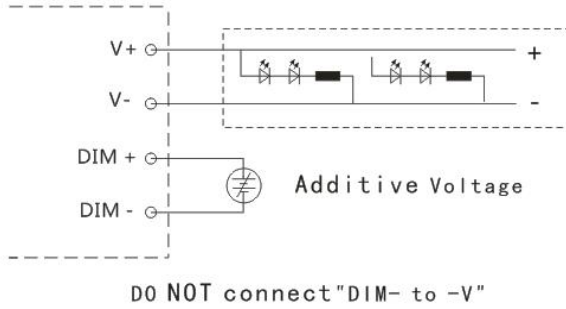 V+
+
V-
-
DIM +
Additive Voltage
DIM -
DO NOT connect"DIM- to -V"